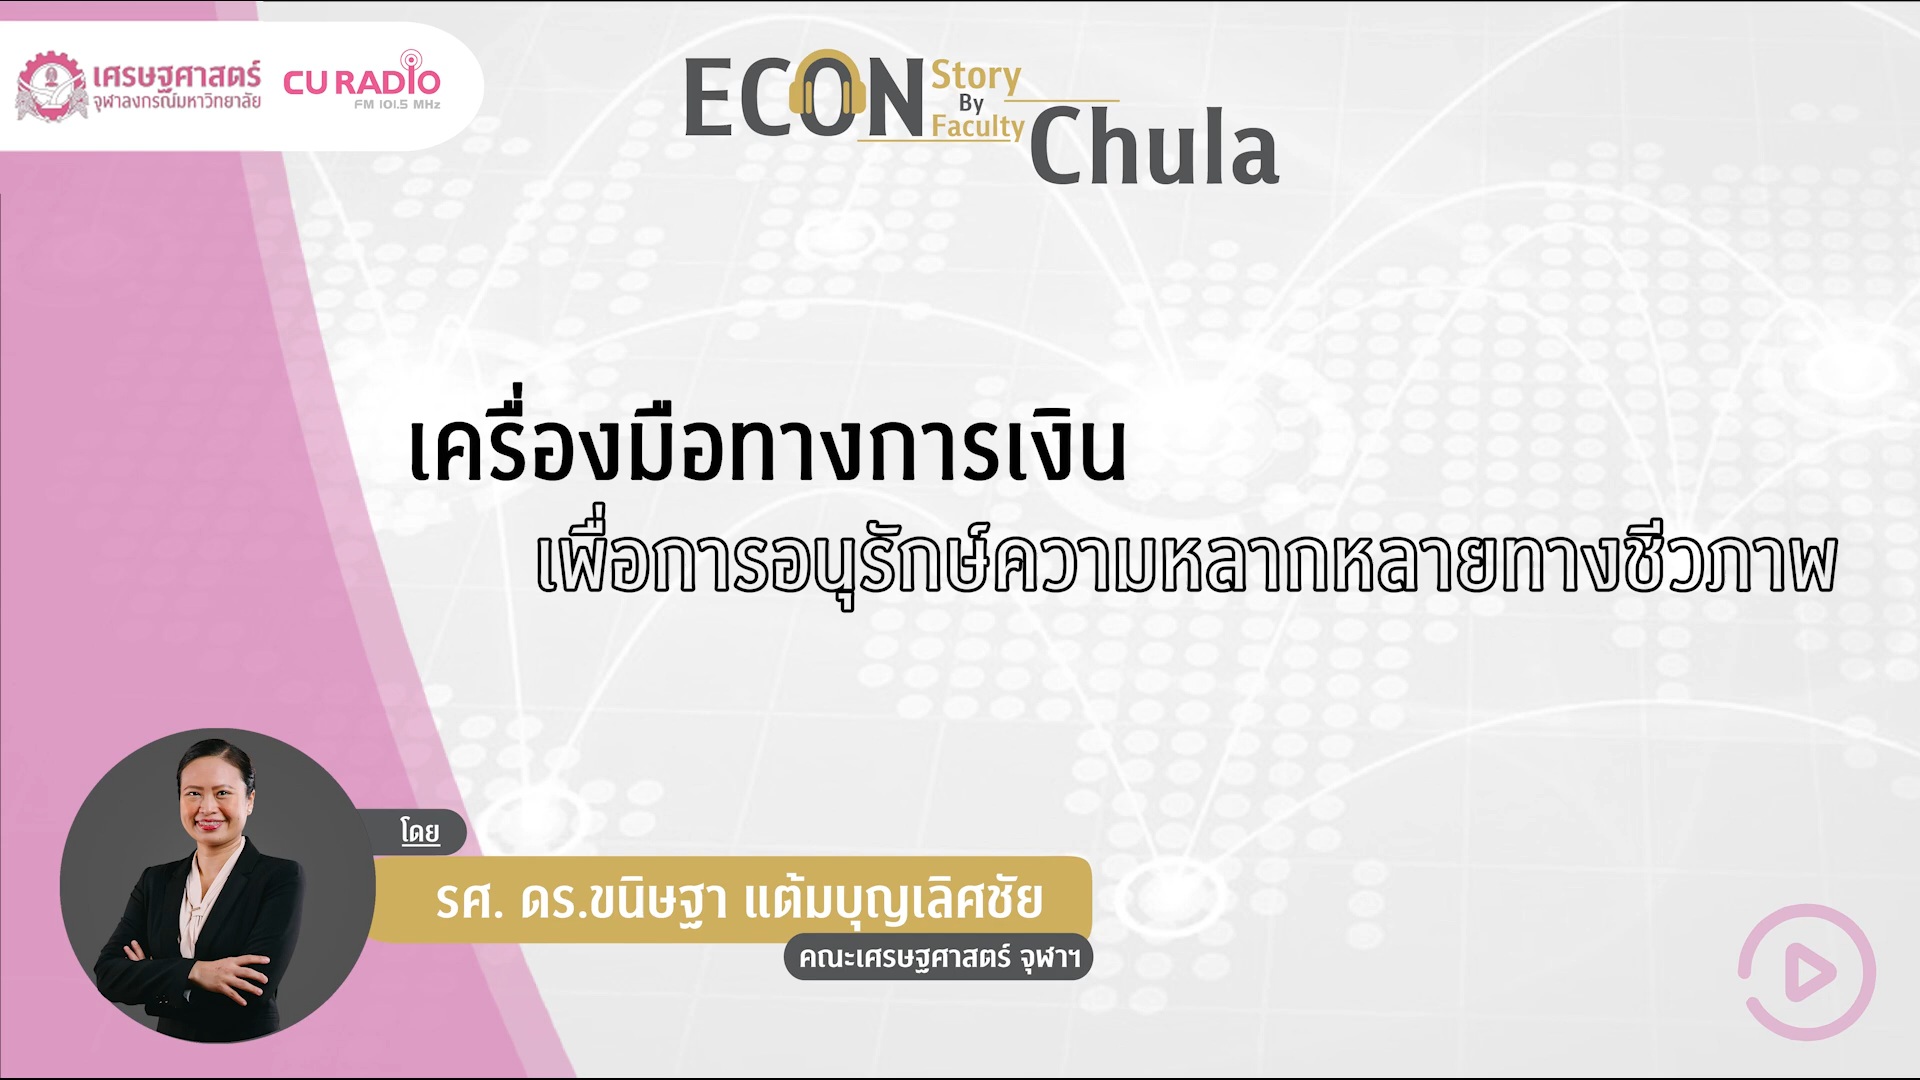 เศรษฐศาสตร์
จุฬาลงกรณ์มหาวิทยาลัย
CU RADIO
FM 101.5 MHz
ECON Story By Faculty Chula
เครื่องมือทางการเงิน
เพื่อการอนุรักษ์ความหลากหลายทางชีวภาพ
โดย
รศ. ดร.ขนิษฐา แต้มบุญเลิศชัย
คณะเศรษฐศาสตร์ จุฬาฯ